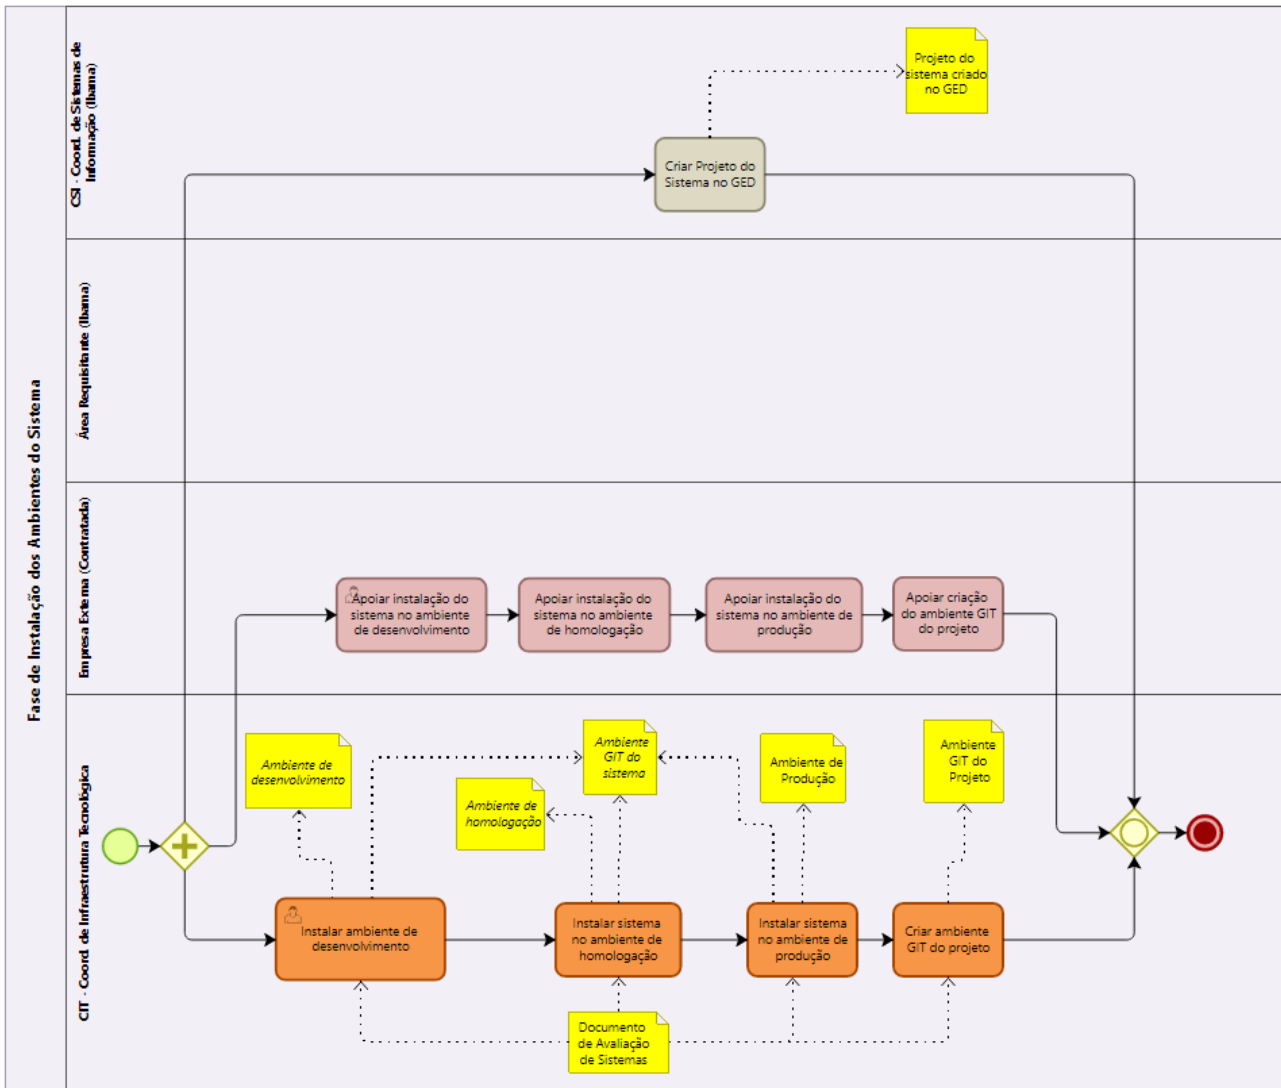 Fase de Instalação dos Ambientes do Sistema
CSI - Coord. de Sistemas de
Informação (Ibama)
Projeto do
sistema criado
no GED
Criar Projeto do
Sistema no GED
Área Requisitante (Ibama)
Empresa Externa (Contratada)
Apoiar instalação do
sistema no ambiente
de desenvolvimento
Apoiar instalação do
sistema no ambiente
de homologação
Apoiar instalação do
sistema no ambiente de
produção
Apoiar criação
do ambiente GIT
do projeto
CIT - Coord. de Infraestrutura Tecnológica
Ambiente de
desenvolvimento
Ambiente de
homologação
Ambiente
GIT do
sistema
Ambiente de
Produção
Ambiente
GIT do
Projeto
Instalar ambiente de
desenvolvimento
Instalar sistema
no ambiente de
homologação
Instalar sistema
no ambiente de
produção
Criar ambiente
GIT do projeto
Documento
de Avaliação
de Sistemas